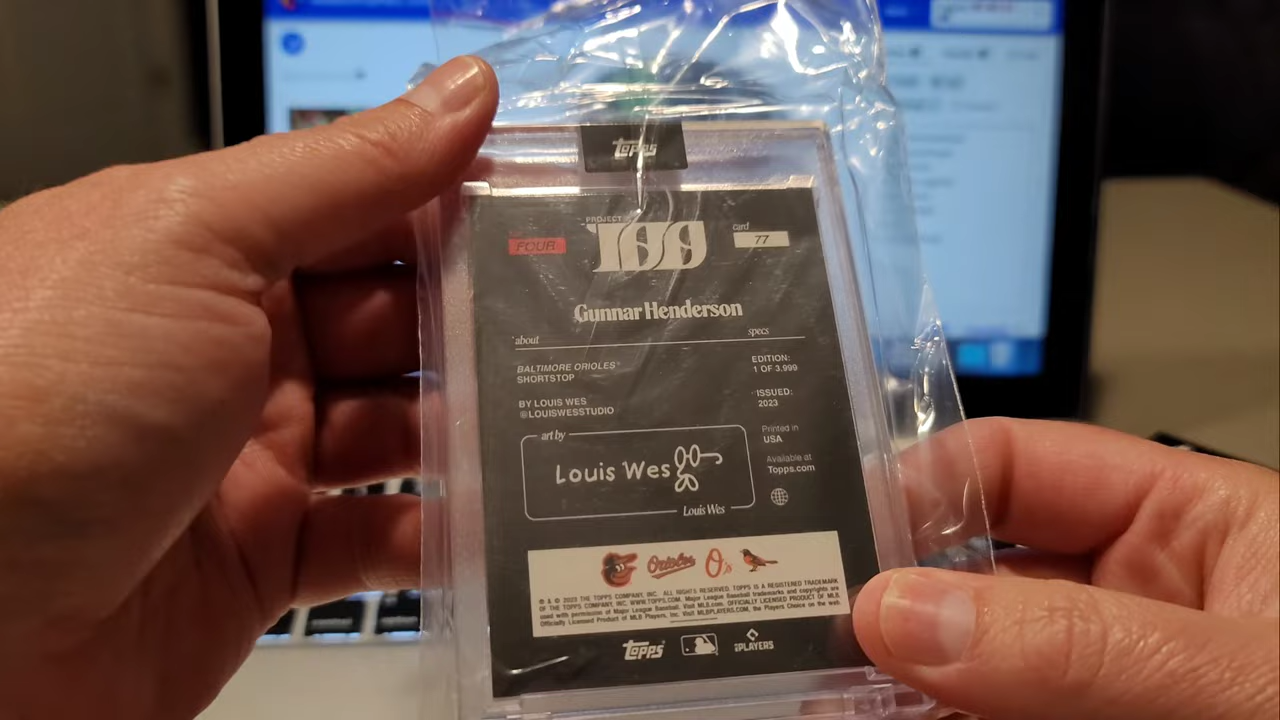 Topps
PROJECT
100
FOUR
card
77
Gunnar Henderson
about
specs
BALTIMORE ORIOLES®
SHORTSTOP
EDITION:
1 OF 3,999
BY LOUIS WES
@LOUISWESSTUDIO
ISSUED:
2023
Printed in
USA
Available at
Topps.com
art by
Louis Wes
Louis Wes
Orioles O's
® & © 2023 THE TOPPS COMPANY, INC. ALL RIGHTS RESERVED. TOPPS IS A REGISTERED TRADEMARK
OF THE TOPPS COMPANY, INC. WWW.TOPPS.COM. Major League Baseball trademarks and copyrights are
used with permission of Major League Baseball. Visit MLB.com. OFFICIALLY LICENSED PRODUCT OF MLB
Officially Licensed Product of MLB Players, Inc. Visit MLBPLAYERS.COM, the Players Choice on the web.
Topps
PLAYERS